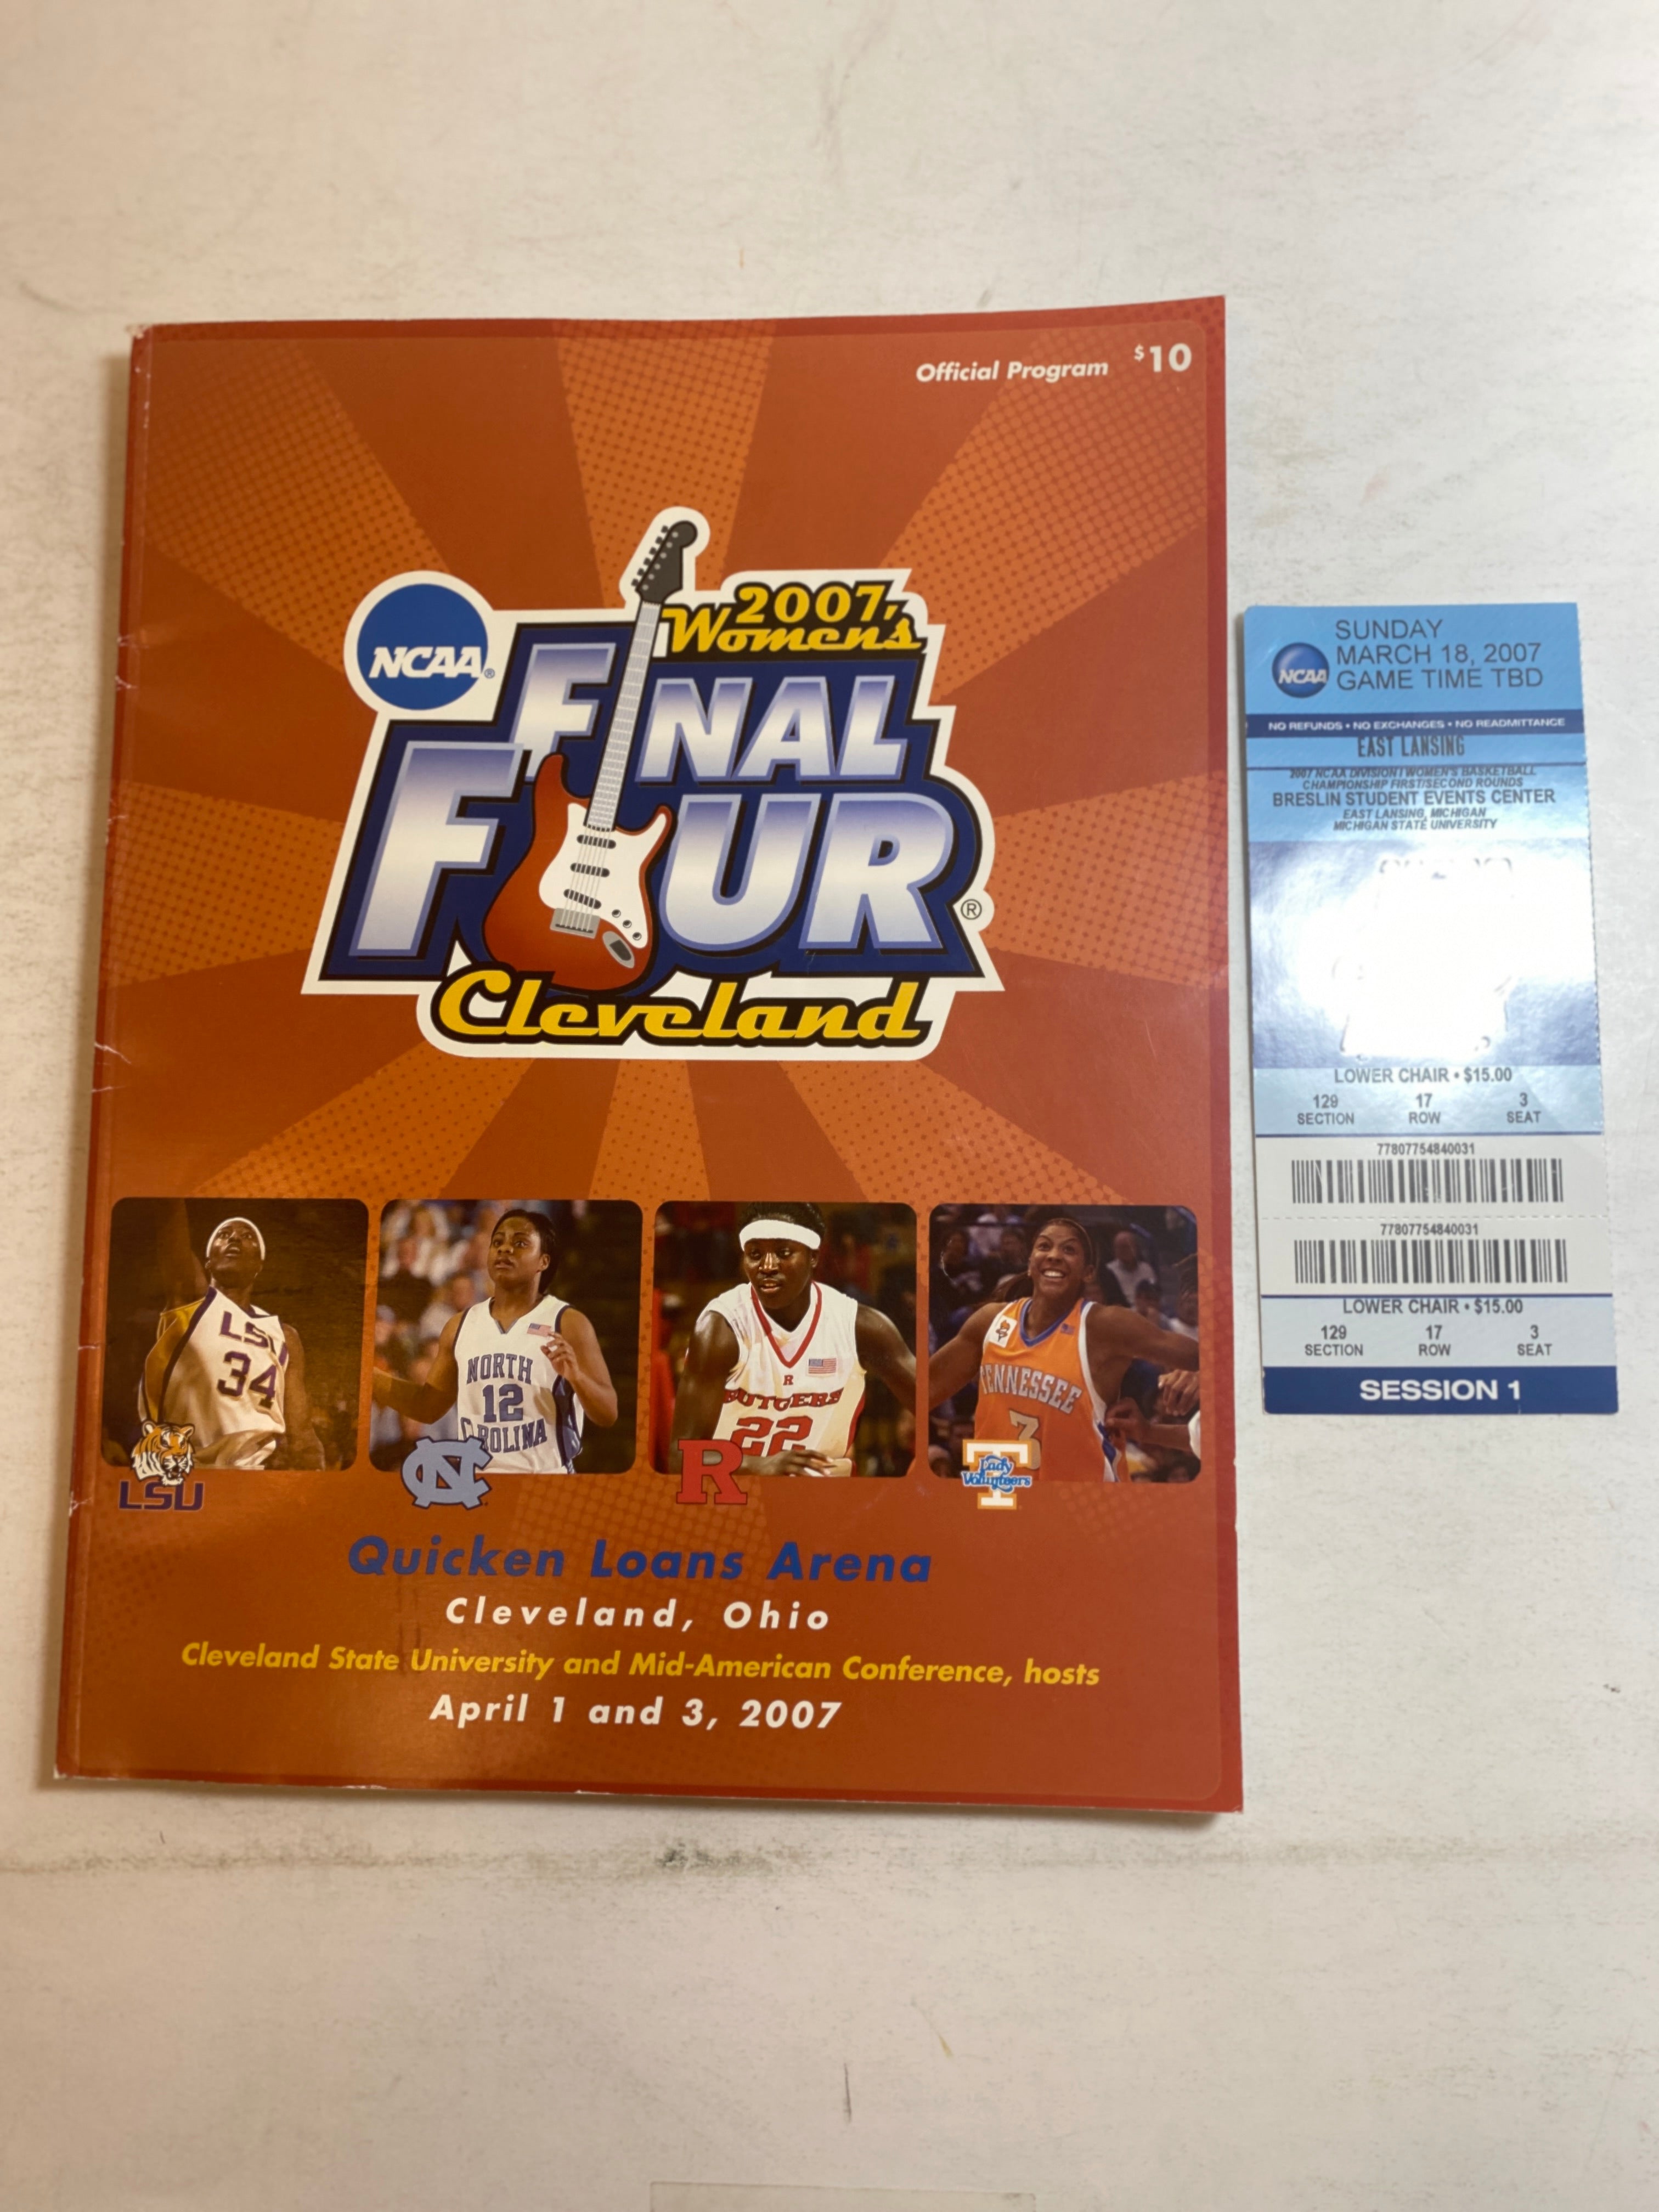 Official Program $10
NCAA®
2007
Women's
FINAL
FOUR®
Cleveland
LSU
34
NORTH
12
CAROLINA
R
RUTGERS
22
TENNESSEE
3
LSU
NC
R
T
Lady
Volunteers
Quicken Loans Arena
Cleveland, Ohio
Cleveland State University and Mid-American Conference, hosts
April 1 and 3, 2007
NCAA
SUNDAY
MARCH 18, 2007
GAME TIME TBD
NO REFUNDS • NO EXCHANGES • NO READMITTANCE
EAST LANSING
2007 NCAA DIVISION I WOMEN'S BASKETBALL
CHAMPIONSHIP FIRST/SECOND ROUNDS
BRESLIN STUDENT EVENTS CENTER
EAST LANSING, MICHIGAN
MICHIGAN STATE UNIVERSITY
LOWER CHAIR • $15.00
129 17 3
SECTION ROW SEAT
77807754840031
77807754840031
LOWER CHAIR • $15.00
129 17 3
SECTION ROW SEAT
SESSION 1